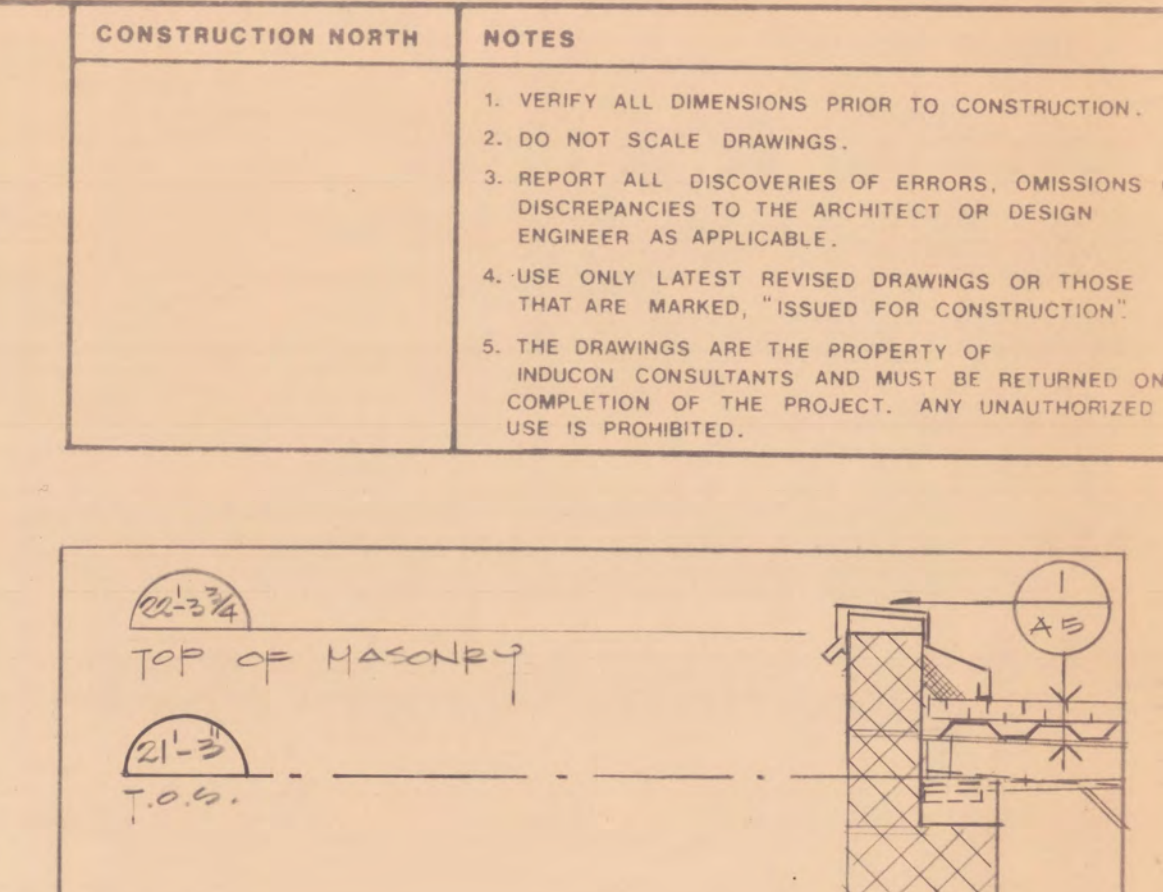 CONSTRUCTION NORTH
NOTES
1. VERIFY ALL DIMENSIONS PRIOR TO CONSTRUCTION.
2. DO NOT SCALE DRAWINGS.
3. REPORT ALL DISCOVERIES OF ERRORS, OMISSIONS
DISCREPANCIES TO THE ARCHITECT OR DESIGN
ENGINEER AS APPLICABLE.
4. USE ONLY LATEST REVISED DRAWINGS OR THOSE
THAT ARE MARKED, "ISSUED FOR CONSTRUCTION".
5. THE DRAWINGS ARE THE PROPERTY OF
INDUCON CONSULTANTS AND MUST BE RETURNED ON
COMPLETION OF THE PROJECT. ANY UNAUTHORIZED
USE IS PROHIBITED.
22'-3 3/4
TOP OF MASONRY
1
A5
21'-3"
T.O.S.